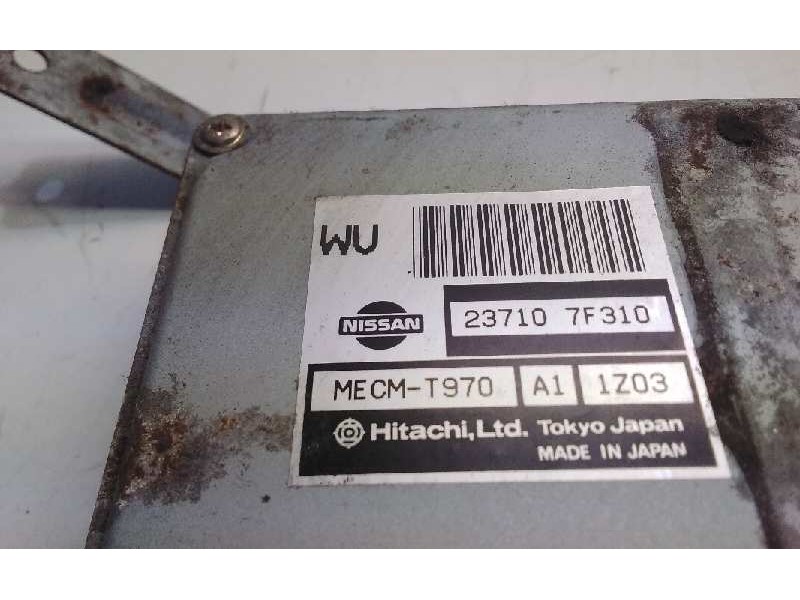 WU
NISSAN
23710 7F310
MECM-T970 A1 1Z03
Hitachi, Ltd. Tokyo Japan
MADE IN JAPAN